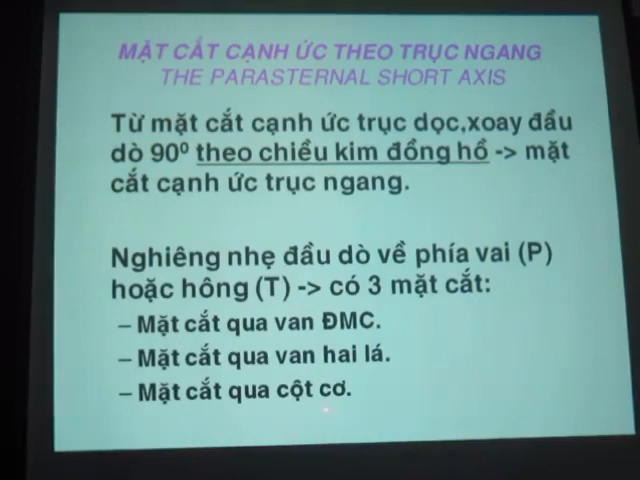 MẶT CẮT CẠNH ỨC THEO TRỤC NGANG
THE PARASTERNAL SHORT AXIS
Từ mặt cắt cạnh ức trục dọc,xoay đầu
dò 90⁰ theo chiều kim đồng hồ -> mặt
cắt cạnh ức trục ngang.
Nghiêng nhẹ đầu dò về phía vai (P)
hoặc hông (T) -> có 3 mặt cắt:
– Mặt cắt qua van ĐMC.
– Mặt cắt qua van hai lá.
– Mặt cắt qua cột cơ.